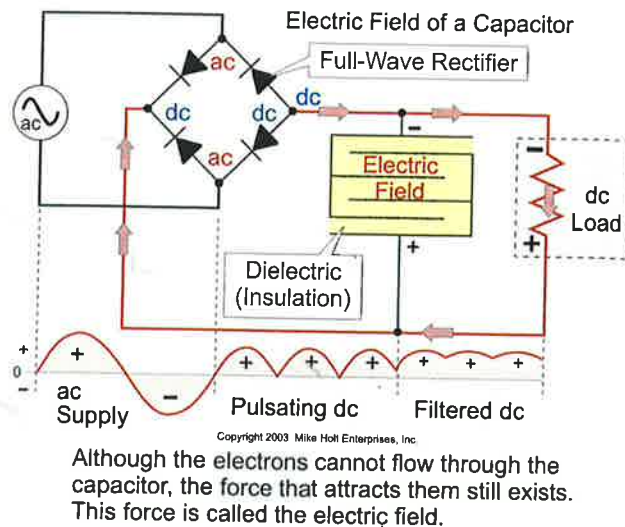 Electric Field of a Capacitor
Full-Wave Rectifier
ac
dc
dc
dc
ac
ac
−
Electric
Field
+
−
+
dc
Load
Dielectric
(Insulation)
+
0
−
+
−
+ + +
+ + +
ac
Supply
Pulsating dc
Filtered dc
Copyright 2003 Mike Holt Enterprises, Inc.
Although the electrons cannot flow through the
capacitor, the force that attracts them still exists.
This force is called the electric field.